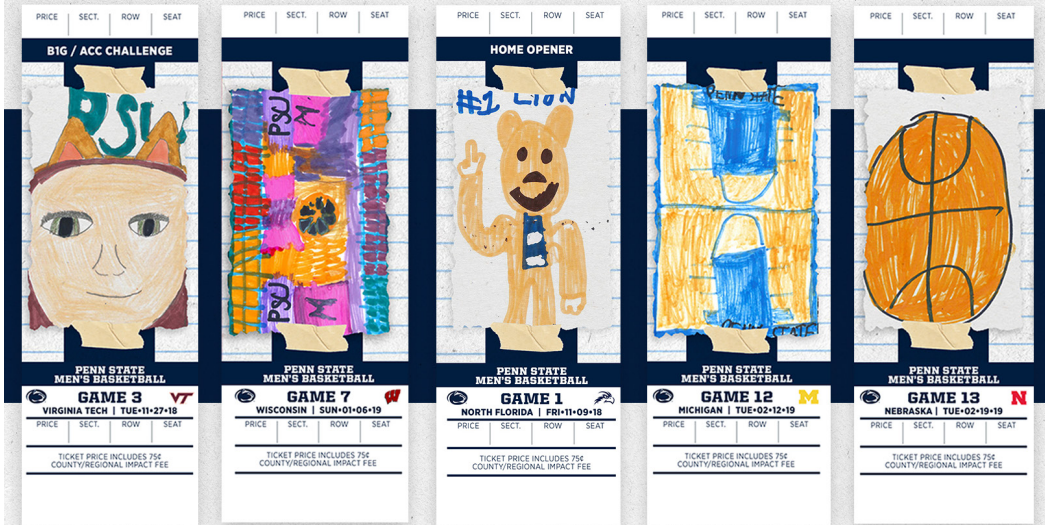 PRICE SECT. ROW SEAT
B1G / ACC CHALLENGE
PSU
PENN STATE
MEN'S BASKETBALL
GAME 3
VT
VIRGINIA TECH | TUE•11•27•18
PRICE SECT. ROW SEAT
TICKET PRICE INCLUDES 75¢
COUNTY/REGIONAL IMPACT FEE
PRICE SECT. ROW SEAT
PSU M
PSU M
PENN STATE
MEN'S BASKETBALL
GAME 7
W
WISCONSIN | SUN•01•06•19
PRICE SECT. ROW SEAT
TICKET PRICE INCLUDES 75¢
COUNTY/REGIONAL IMPACT FEE
PRICE SECT. ROW SEAT
HOME OPENER
#1 LION
PENN STATE
MEN'S BASKETBALL
GAME 1
NORTH FLORIDA | FRI•11•09•18
PRICE SECT. ROW SEAT
TICKET PRICE INCLUDES 75¢
COUNTY/REGIONAL IMPACT FEE
PRICE SECT. ROW SEAT
PENN STATE
PENN STATE
PENN STATE
MEN'S BASKETBALL
GAME 12
M
MICHIGAN | TUE•02•12•19
PRICE SECT. ROW SEAT
TICKET PRICE INCLUDES 75¢
COUNTY/REGIONAL IMPACT FEE
PRICE SECT. ROW SEAT
PENN STATE
MEN'S BASKETBALL
GAME 13
N
NEBRASKA | TUE•02•19•19
PRICE SECT. ROW SEAT
TICKET PRICE INCLUDES 75¢
COUNTY/REGIONAL IMPACT FEE